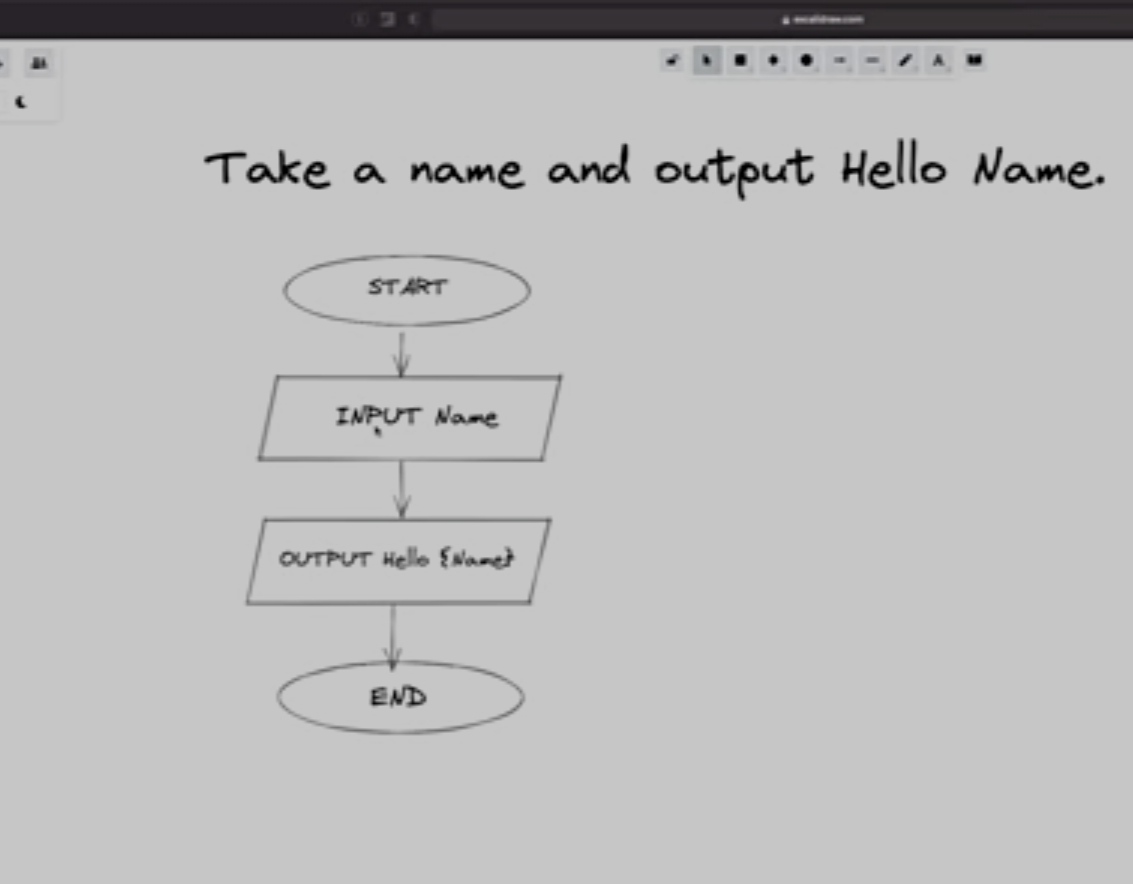 excalidraw.com
A
Take a name and output Hello Name.
START
INPUT Name
OUTPUT Hello {Name}
END